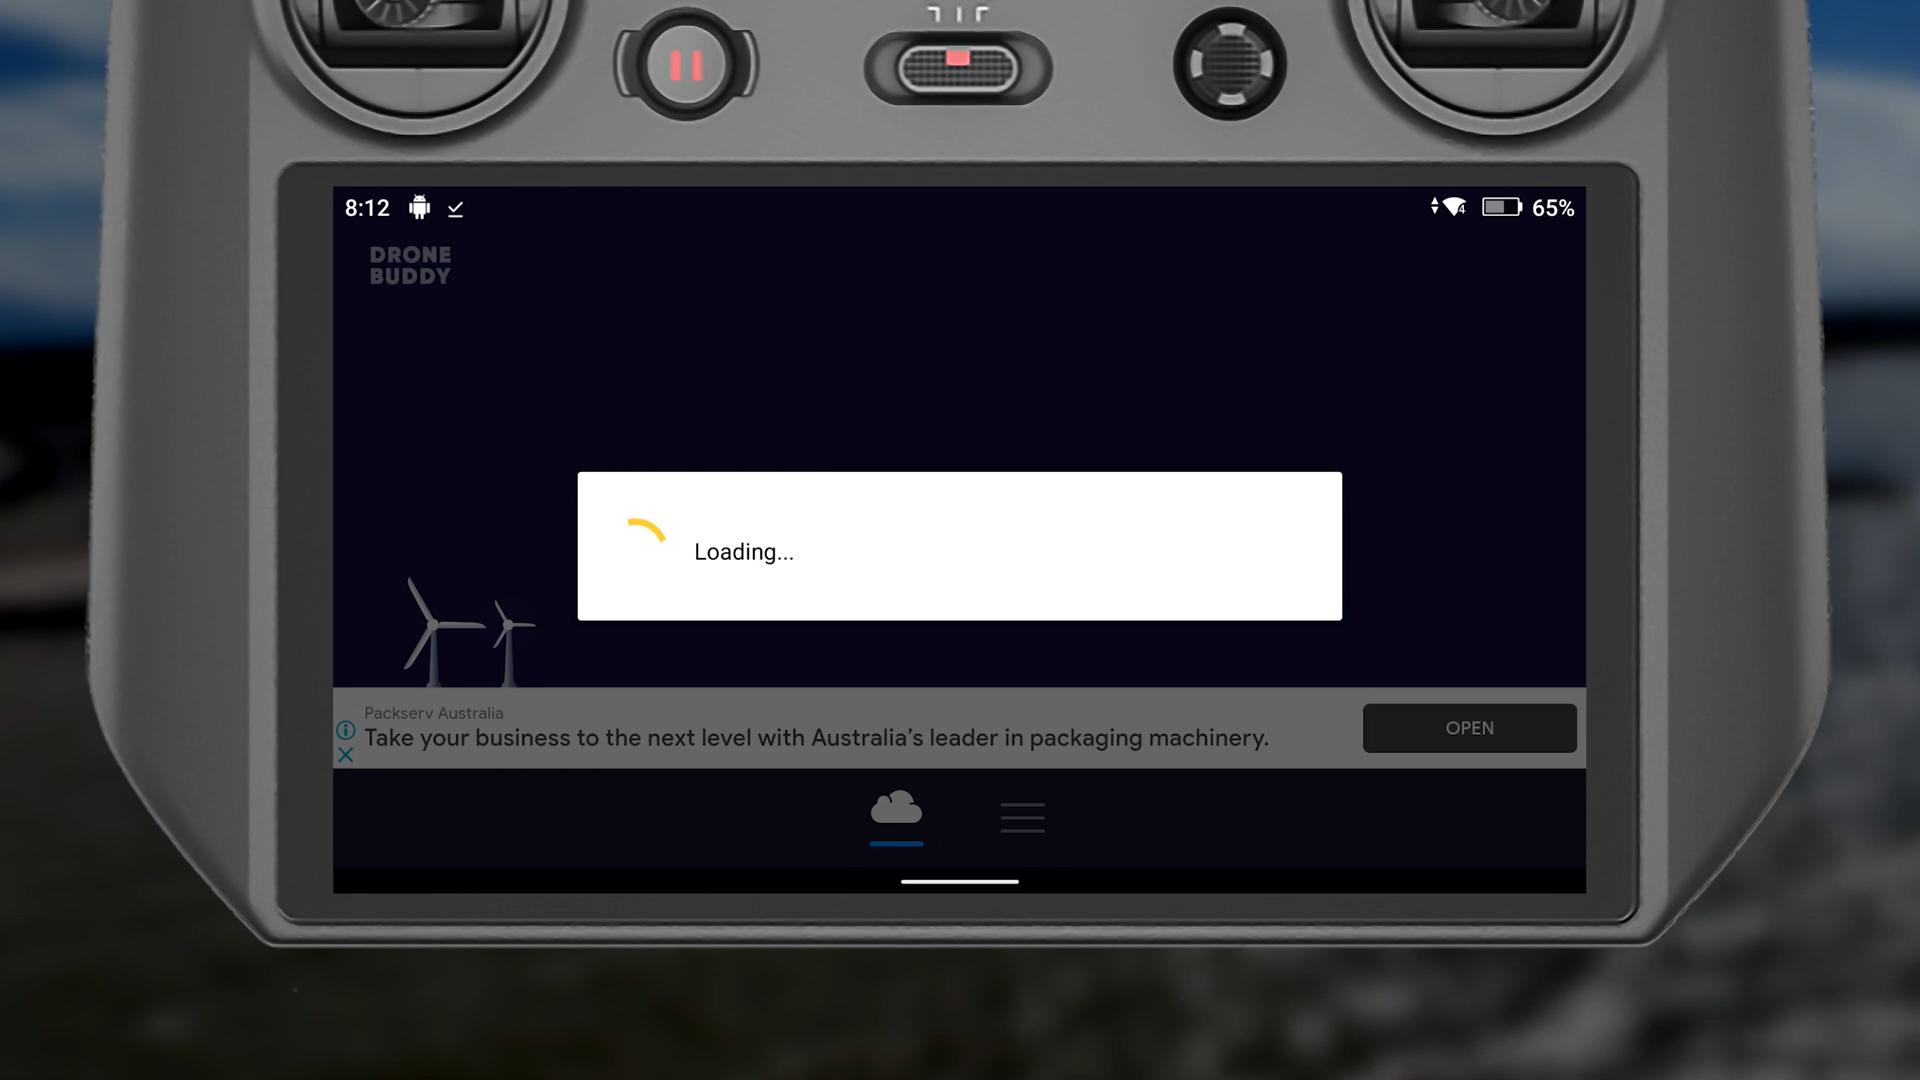 8:12
65%
DRONE
BUDDY
Loading...
Packserv Australia
Take your business to the next level with Australia’s leader in packaging machinery.
OPEN